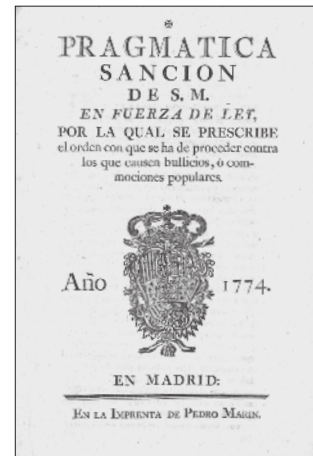 PRAGMATICA
SANCION
DE S. M.
EN FUERZA DE LEY,
POR LA QUAL SE PRESCRIBE
el orden con que se ha de proceder contra
los que causen bullicios, ò com-
mociones populares.
Año 1774.
EN MADRID:
EN LA IMPRENTA DE PEDRO MARIN.